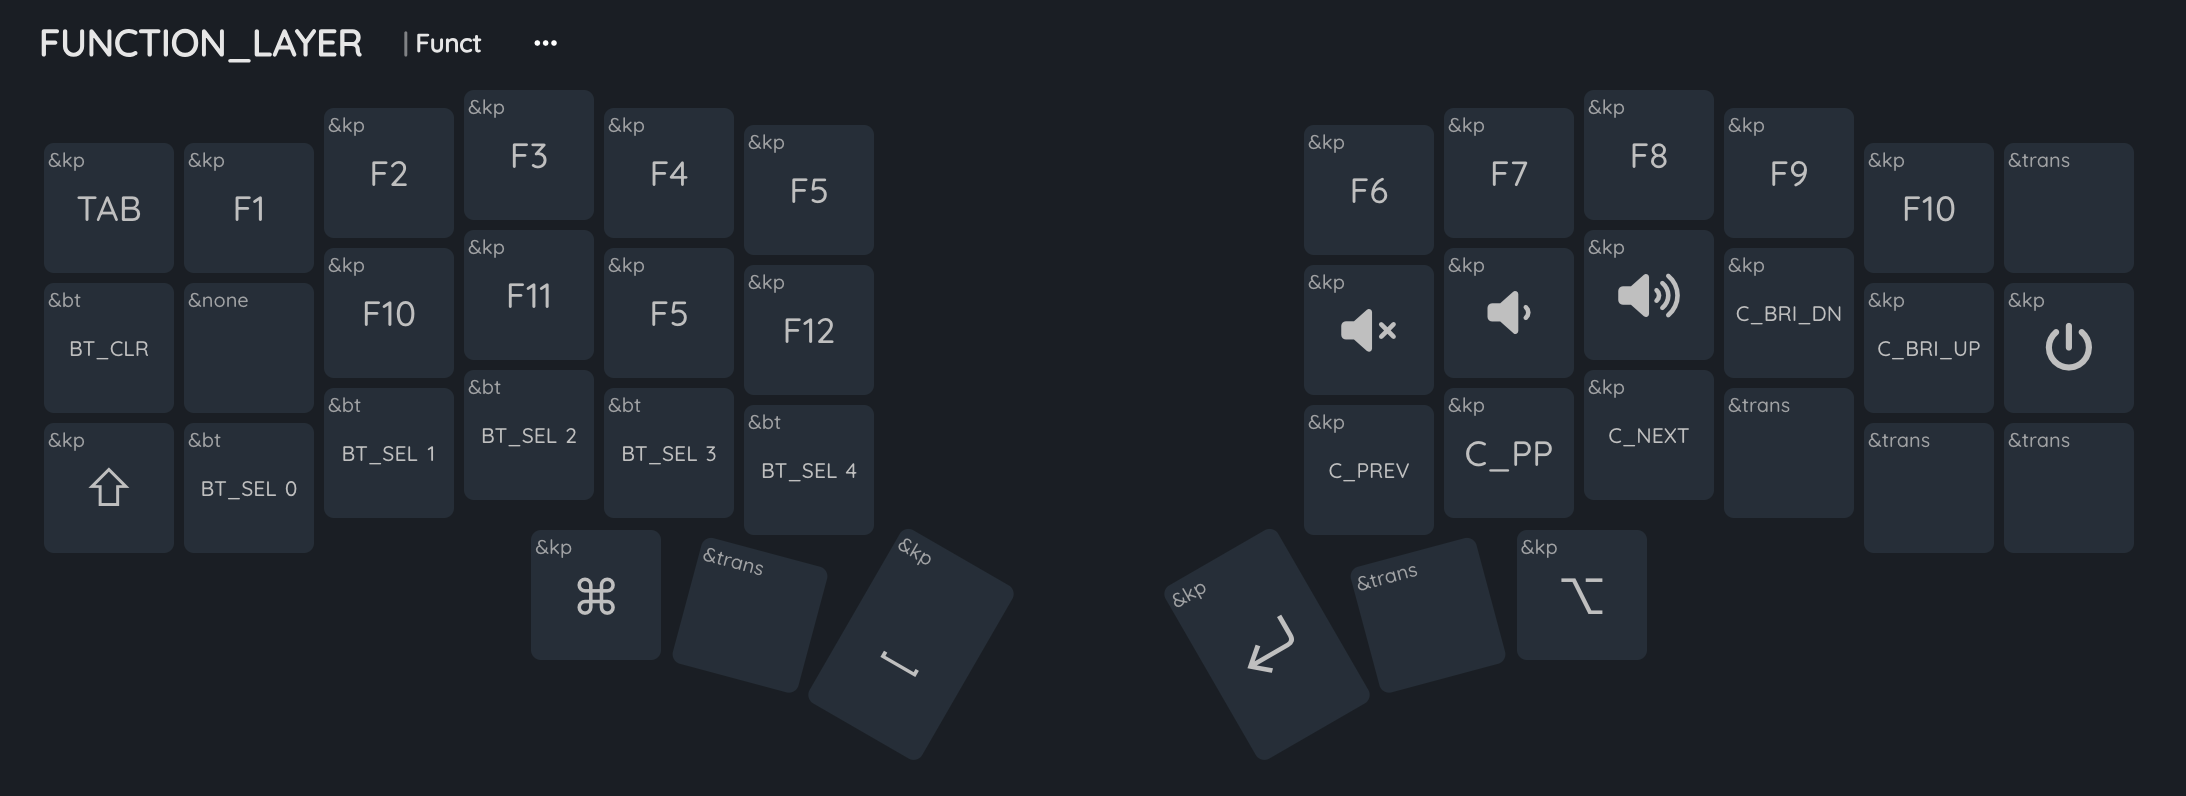 FUNCTION_LAYER | Funct ...
&kp &kp &kp &kp &kp &kp &kp &kp &kp &kp &kp &trans
TAB F1 F2 F3 F4 F5 F6 F7 F8 F9 F10
&bt &none &kp &kp &kp &kp &kp &kp &kp &kp &kp &kp
BT_CLR F10 F11 F5 F12 C_BRI_DN C_BRI_UP
&kp &bt &bt &bt &bt &bt &kp &kp &kp &trans &trans &trans
BT_SEL 0 BT_SEL 1 BT_SEL 2 BT_SEL 3 BT_SEL 4 C_PREV C_PP C_NEXT
&kp &trans &kp &kp &trans &kp
⌘ ⌥